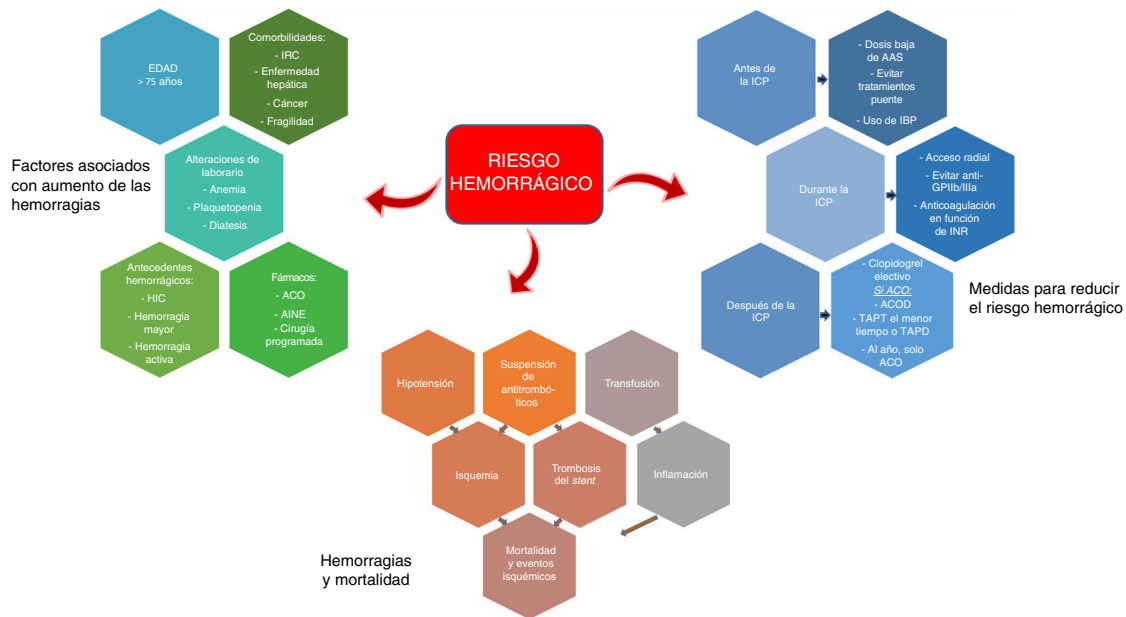 EDAD
> 75 años
Comorbilidades:
- IRC
- Enfermedad
hepática
- Cáncer
- Fragilidad
Alteraciones de
laborario
- Anemia
- Plaquetopenia
- Diatesis
Antecedentes
hemorrágicos:
- HIC
- Hemorragia
mayor
- Hemorragia
activa
Fármacos:
- ACO
- AINE
- Cirugía
programada
Factores asociados
con aumento de las
hemorragias
RIESGO
HEMORRÁGICO
Antes de
la ICP
- Dosis baja
de AAS
- Evitar
tratamientos
puente
- Uso de IBP
Durante la
ICP
- Acceso radial
- Evitar anti-
GPIIb/IIIa
- Anticoagulación
en función
de INR
Después de la
ICP
- Clopidogrel
electivo
Si ACO:
- ACOD
- TAPT el menor
tiempo o TAPD
- Al año, solo
ACO
Medidas para reducir
el riesgo hemorrágico
Hipotensión
Suspensión
de
antitrombó-
ticos
Transfusión
Isquemia
Trombosis
del stent
Inflamación
Mortalidad
y eventos
isquémicos
Hemorragias
y mortalidad